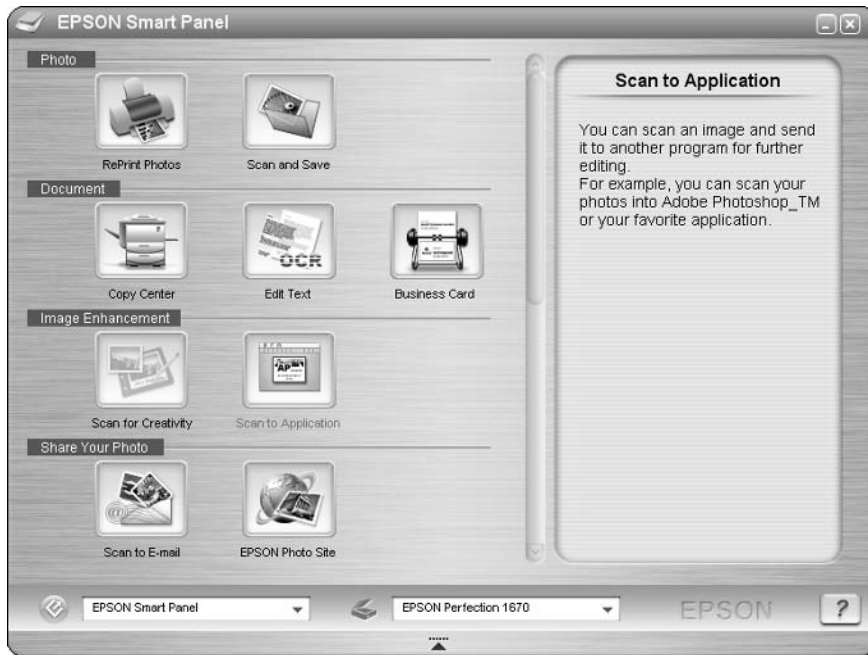 EPSON Smart Panel
Photo
RePrint Photos
Scan and Save
Document
OCR
Copy Center
Edit Text
Business Card
Image Enhancement
AP
Scan for Creativity
Scan to Application
Share Your Photo
@
Scan to E-mail
EPSON Photo Site
Scan to Application
You can scan an image and send
it to another program for further
editing.
For example, you can scan your
photos into Adobe Photoshop_TM
or your favorite application.
EPSON Smart Panel
EPSON Perfection 1670
EPSON
?